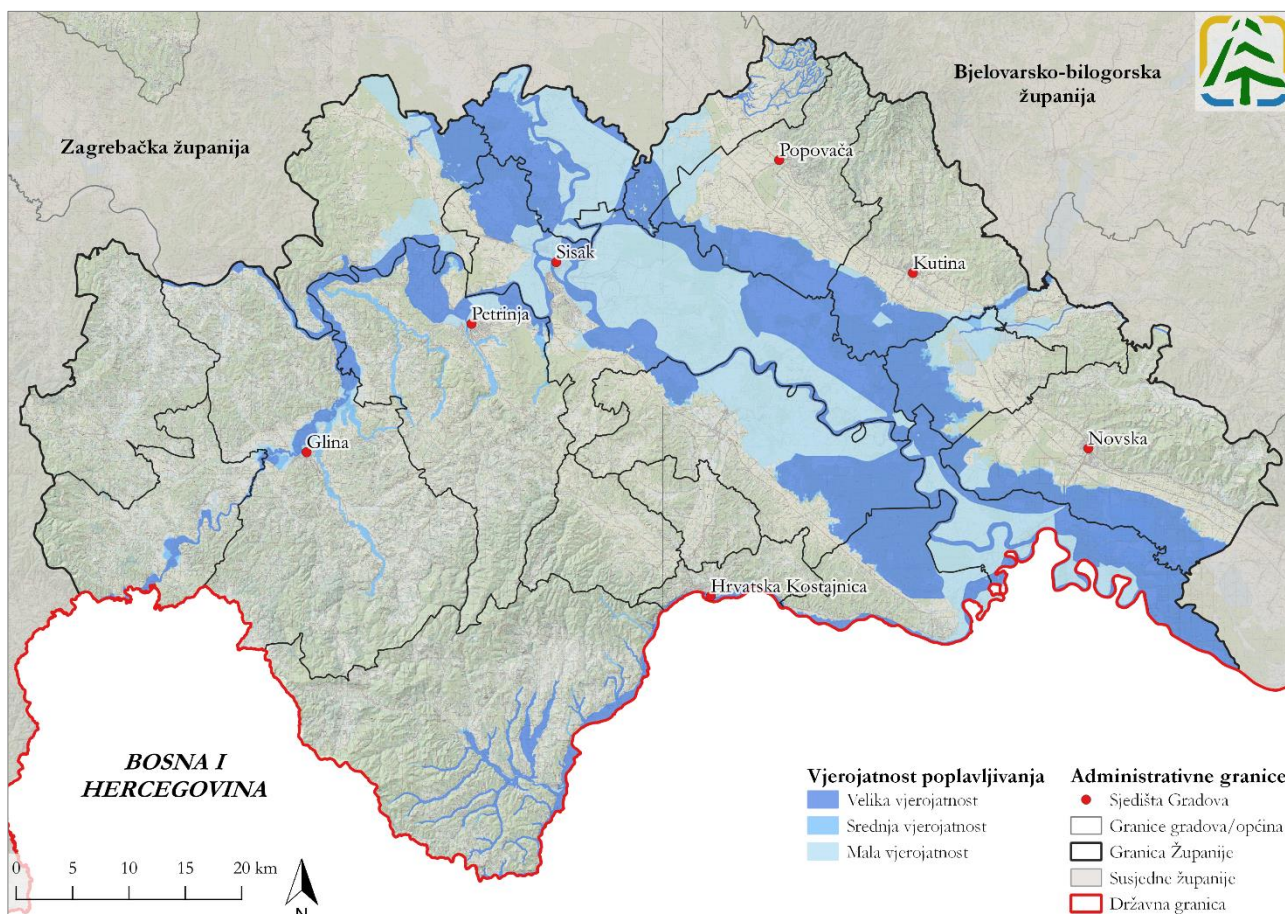 Bjelovarsko-bilogorska
županija
Zagrebačka županija
Popovača
Sisak
Kutina
Petrinja
Glina
Novska
Hrvatska Kostajnica
BOSNA I
HERCEGOVINA
0 5 10 20 km
N
Vjerojatnost poplavljivanja
Velika vjerojatnost
Srednja vjerojatnost
Mala vjerojatnost
Administrativne granice
Sjedišta Gradova
Granice gradova/općina
Granica Županije
Susjedne županije
Državna granica